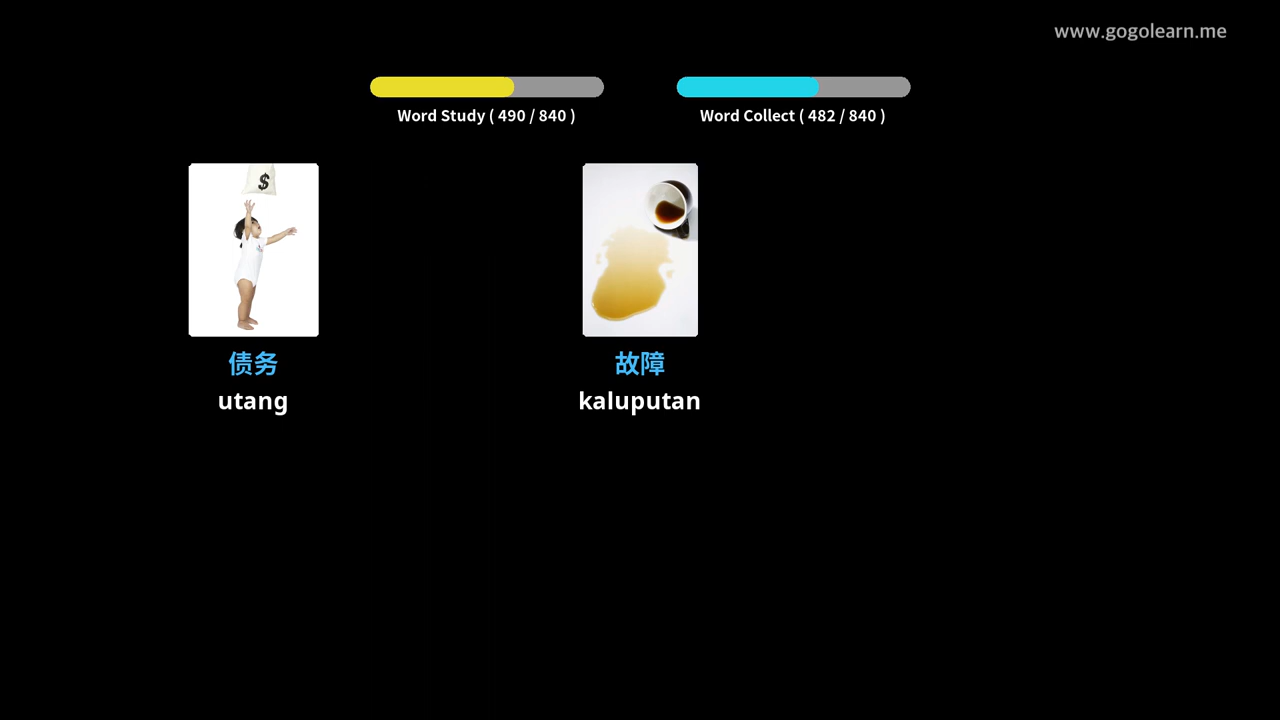 www.gogolearn.me
Word Study ( 490 / 840 )
Word Collect ( 482 / 840 )
$
债务
utang
故障
kaluputan